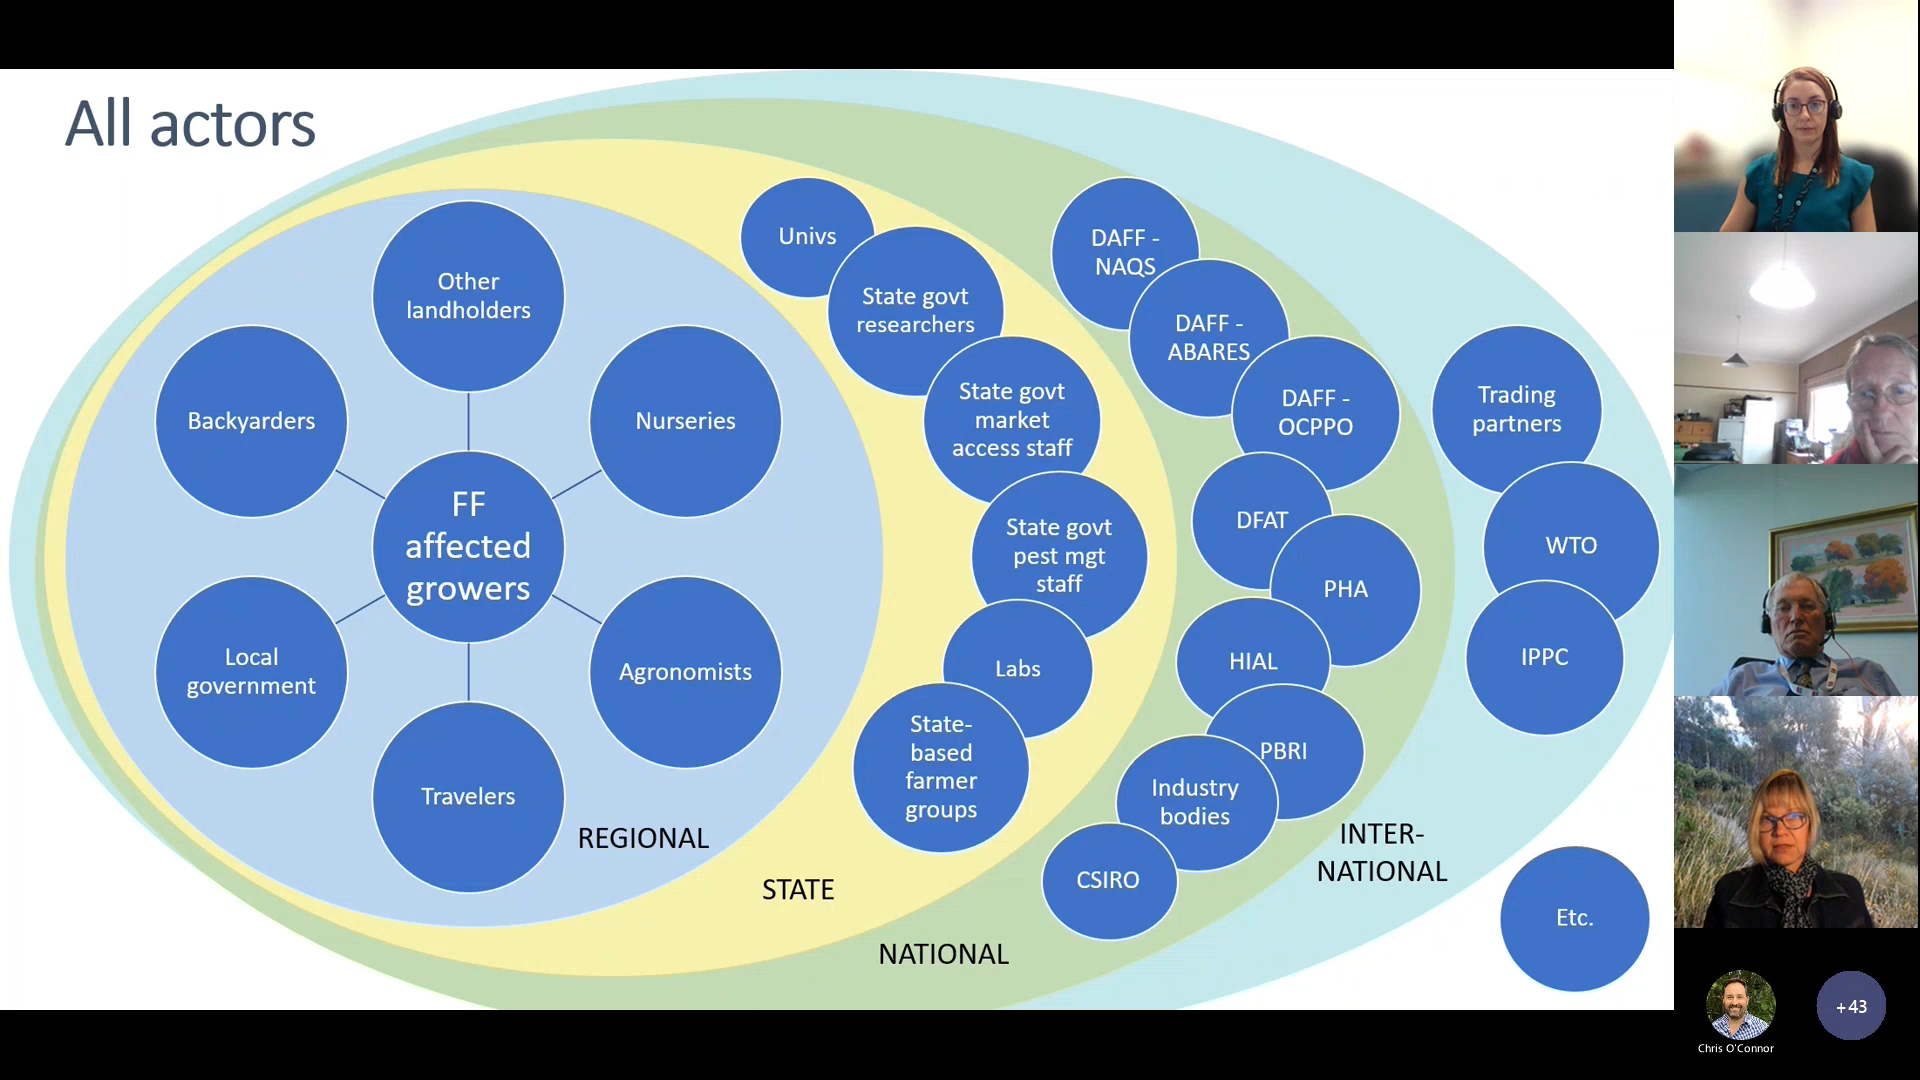 All actors
Other
landholders
Backyarders
Nurseries
FF
affected
growers
Local
government
Agronomists
Travelers
REGIONAL
Univs
State govt
researchers
State govt
market
access staff
State govt
pest mgt
staff
Labs
State-
based
farmer
groups
STATE
DAFF -
NAQS
DAFF -
ABARES
DAFF -
OCPPO
DFAT
PHA
HIAL
PBRI
Industry
bodies
CSIRO
NATIONAL
Trading
partners
WTO
IPPC
INTER-
NATIONAL
Etc.
Chris O'Connor
+43